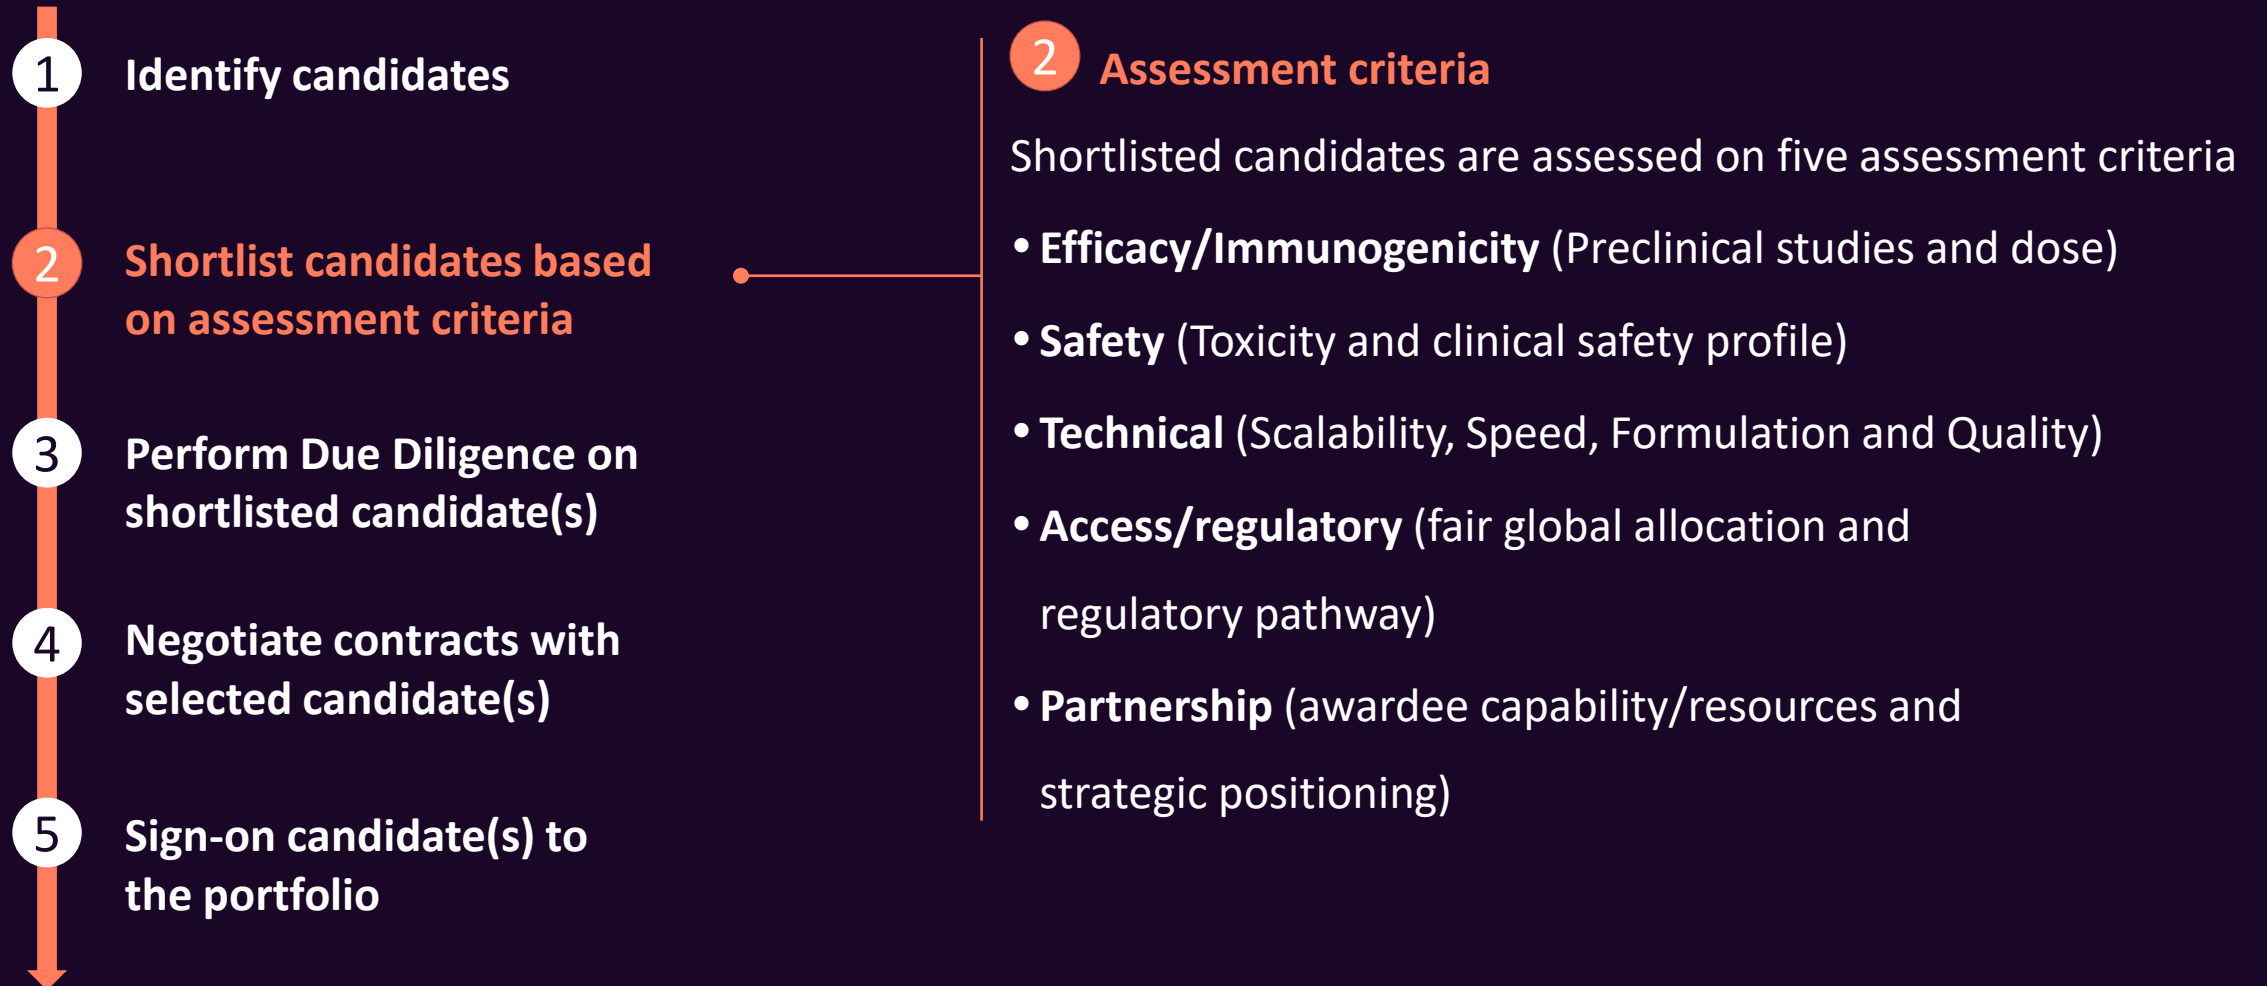 1
Identify candidates
2
Shortlist candidates based
on assessment criteria
3
Perform Due Diligence on
shortlisted candidate(s)
4
Negotiate contracts with
selected candidate(s)
5
Sign-on candidate(s) to
the portfolio
2
Assessment criteria
Shortlisted candidates are assessed on five assessment criteria
• Efficacy/Immunogenicity (Preclinical studies and dose)
• Safety (Toxicity and clinical safety profile)
• Technical (Scalability, Speed, Formulation and Quality)
• Access/regulatory (fair global allocation and
regulatory pathway)
• Partnership (awardee capability/resources and
strategic positioning)